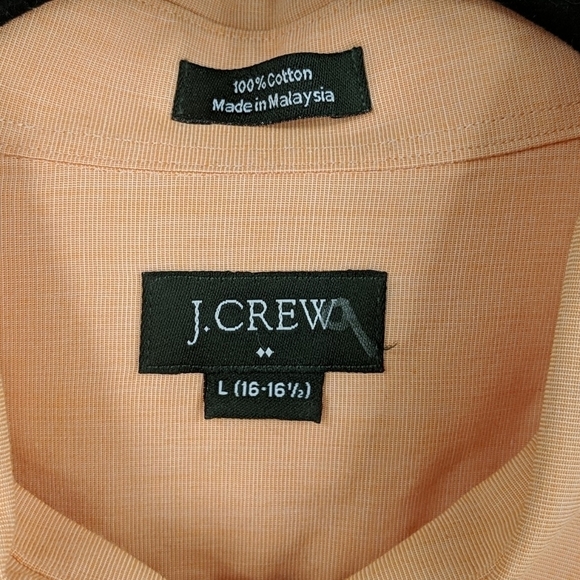 100% Cotton
Made in Malaysia
J.CREW
L (16-16½)